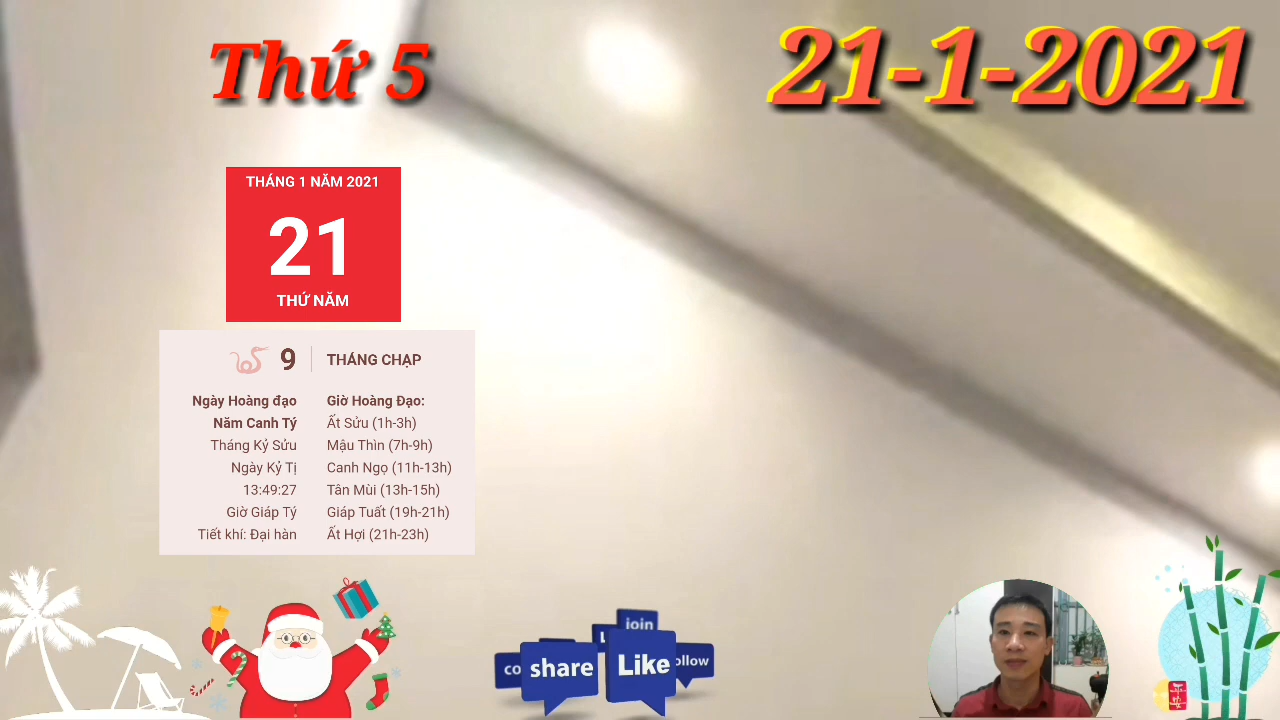 Thứ 5
21-1-2021
THÁNG 1 NĂM 2021
21
THỨ NĂM
9
THÁNG CHẠP
Ngày Hoàng đạo
Năm Canh Tý
Tháng Kỷ Sửu
Ngày Kỷ Tị
13:49:27
Giờ Giáp Tý
Tiết khí: Đại hàn
Giờ Hoàng Đạo:
Ất Sửu (1h-3h)
Mậu Thìn (7h-9h)
Canh Ngọ (11h-13h)
Tân Mùi (13h-15h)
Giáp Tuất (19h-21h)
Ất Hợi (21h-23h)
join
share
Like
ollow
co